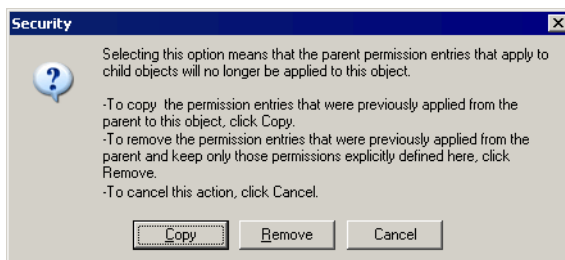 Security
Selecting this option means that the parent permission entries that apply to
child objects will no longer be applied to this object.
-To copy  the permission entries that were previously applied from the
parent to this object, click Copy.
-To remove the permission entries that were previously applied from the
parent and keep only those permissions explicitly defined here, click
Remove.
-To cancel this action, click Cancel.
Copy Remove Cancel